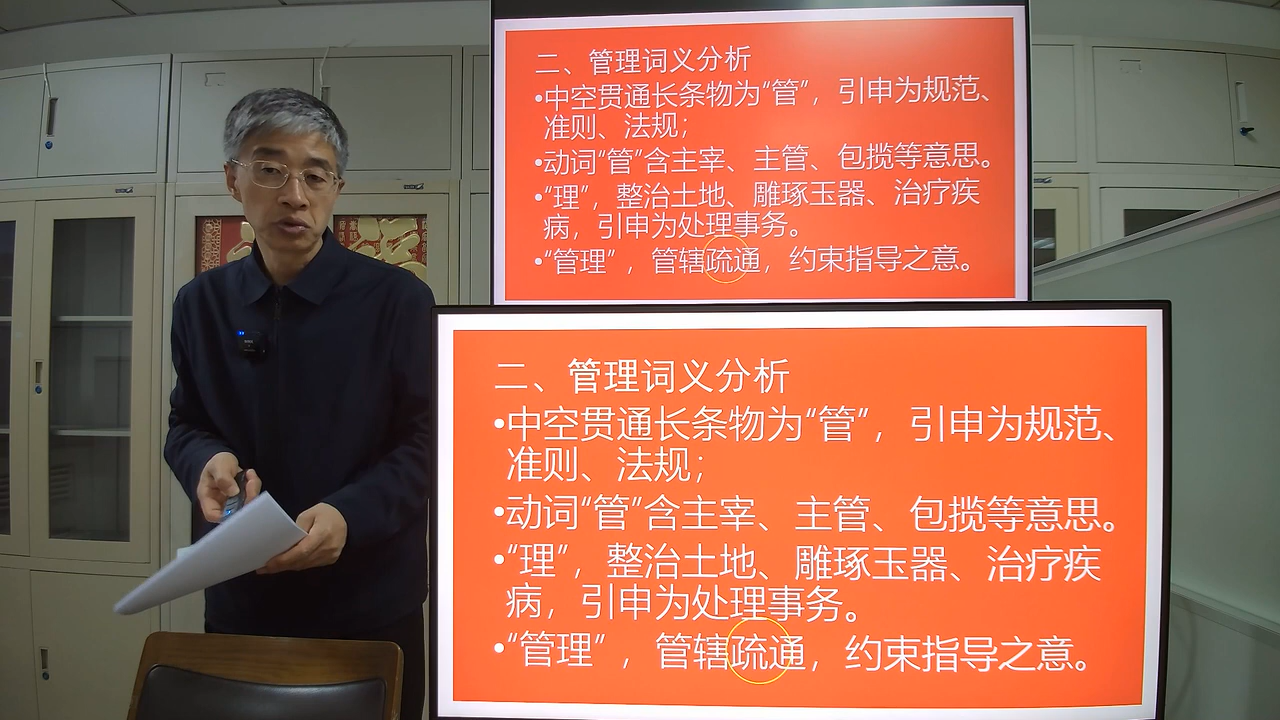 二、管理词义分析
•中空贯通长条物为“管”，引申为规范、
准则、法规；
•动词“管”含主宰、主管、包揽等意思。
•“理”，整治土地、雕琢玉器、治疗疾
病，引申为处理事务。
•“管理”，管辖疏通，约束指导之意。
二、管理词义分析
•中空贯通长条物为“管”，引申为规范、
准则、法规；
•动词“管”含主宰、主管、包揽等意思。
•“理”，整治土地、雕琢玉器、治疗疾
病，引申为处理事务。
•“管理”，管辖疏通，约束指导之意。